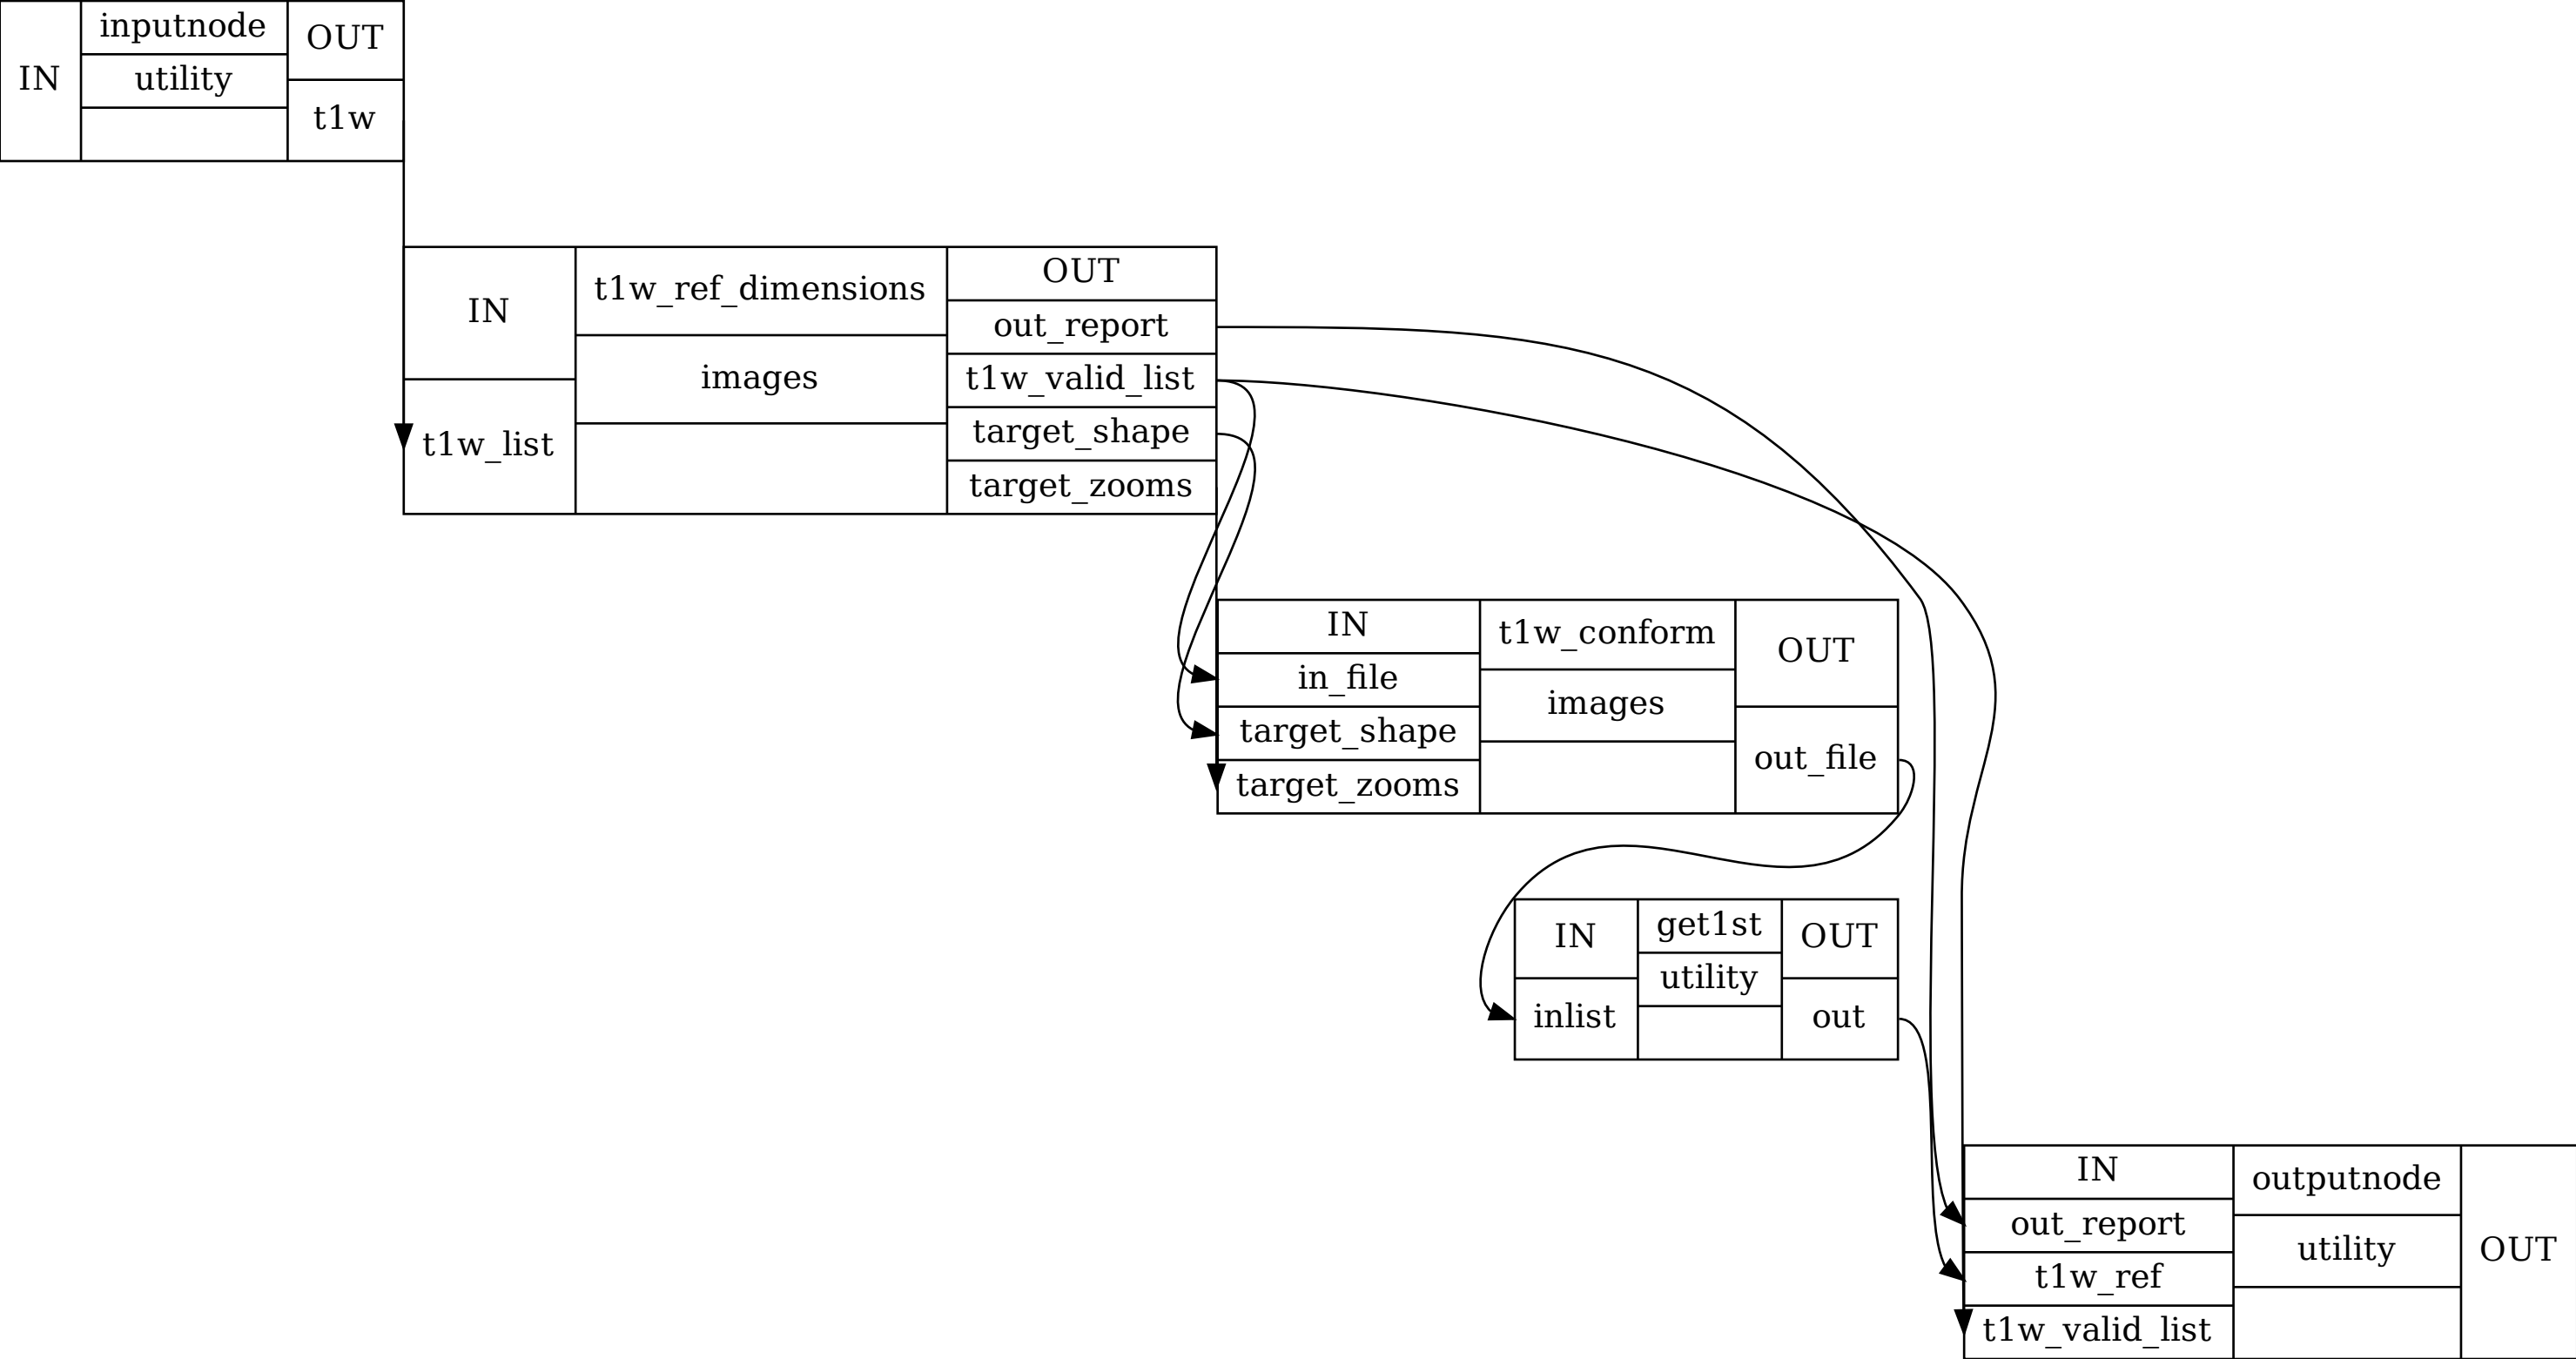 IN
inputnode
utility
OUT
t1w
IN
t1w_list
t1w_ref_dimensions
images
OUT
out_report
t1w_valid_list
target_shape
target_zooms
IN
in_file
target_shape
target_zooms
t1w_conform
images
OUT
out_file
IN
inlist
get1st
utility
OUT
out
IN
out_report
t1w_ref
t1w_valid_list
outputnode
utility
OUT